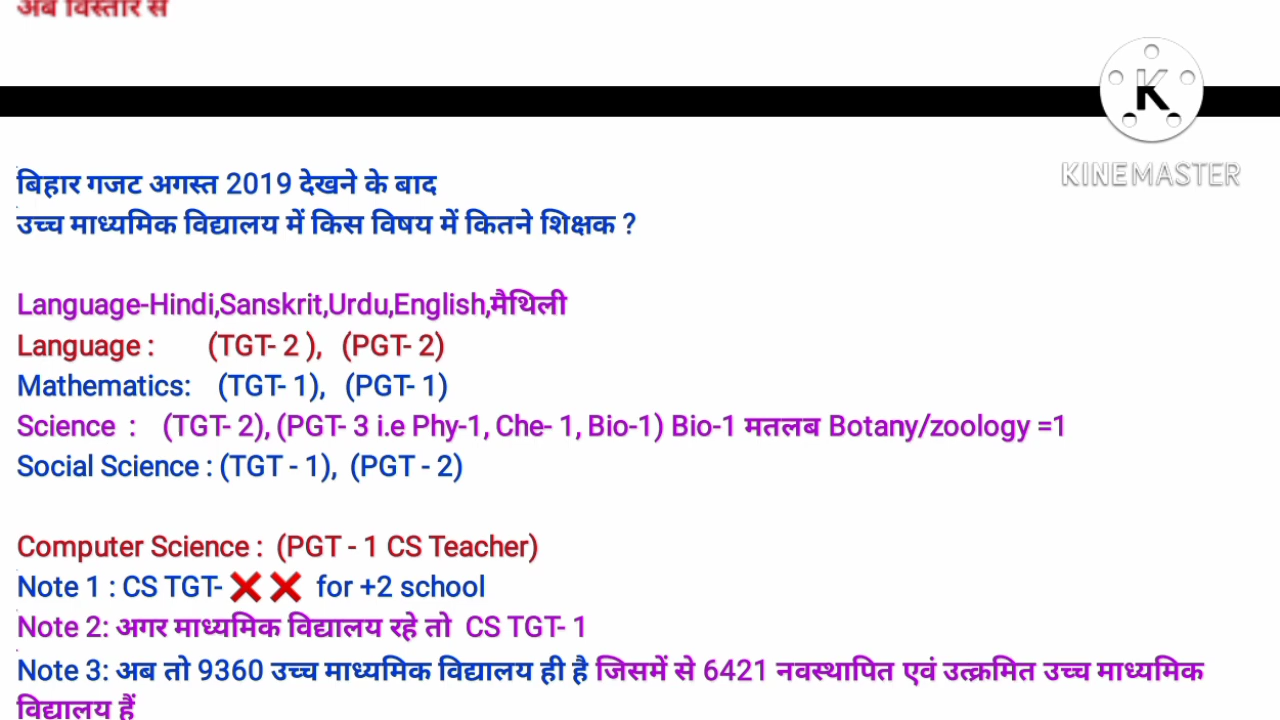 अब विस्तार से
K
KINEMASTER
बिहार गजट अगस्त 2019 देखने के बाद
उच्च माध्यमिक विद्यालय में किस विषय में कितने शिक्षक ?
Language-Hindi,Sanskrit,Urdu,English,मैथिली
Language : (TGT- 2 ), (PGT- 2)
Mathematics: (TGT- 1), (PGT- 1)
Science : (TGT- 2), (PGT- 3 i.e Phy-1, Che- 1, Bio-1) Bio-1 मतलब Botany/zoology =1
Social Science : (TGT - 1), (PGT - 2)
Computer Science : (PGT - 1 CS Teacher)
Note 1 : CS TGT- ❌ ❌ for +2 school
Note 2: अगर माध्यमिक विद्यालय रहे तो CS TGT- 1
Note 3: अब तो 9360 उच्च माध्यमिक विद्यालय ही है जिसमें से 6421 नवस्थापित एवं उत्क्रमित उच्च माध्यमिक
विद्यालय हैं